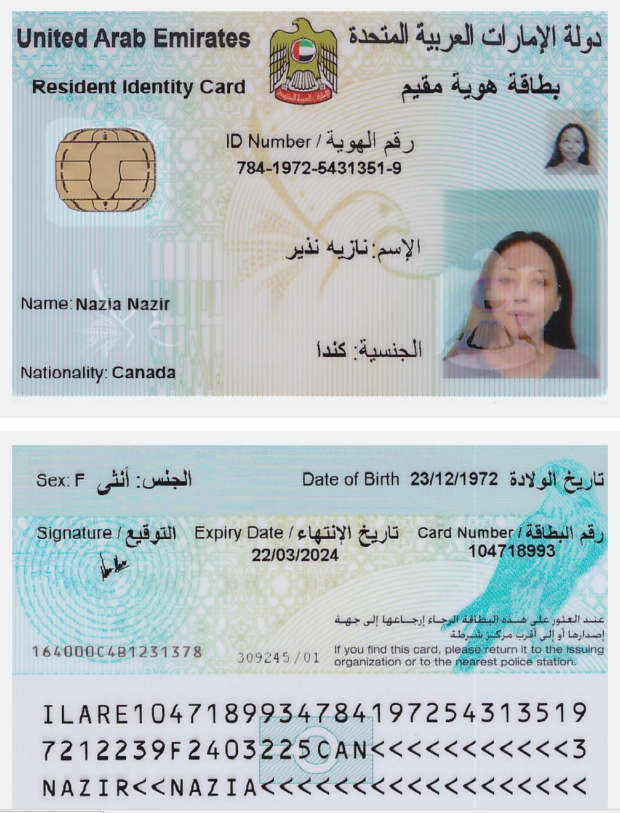 United Arab Emirates
دولة الإمارات العربية المتحدة
Resident Identity Card
بطاقة هوية مقيم
ID Number / رقم الهوية
784-1972-5431351-9
الإسم: نازيه نذير
Name: Nazia Nazir
الجنسية: كندا
Nationality: Canada
Sex: F الجنس: أنثى
Date of Birth 23/12/1972 تاريخ الولادة
Signature / التوقيع
Expiry Date / تاريخ الإنتهاء
22/03/2024
Card Number / رقم البطاقة
104718993
عند العثور على هذه البطاقة الرجاء إرجاعها إلى جهة
إصدارها أو إلى أقرب مركز شرطة
164000C4B1231378
309245/01
If you find this card, please return it to the issuing
organization or to the nearest police station.
ILARE1047189934784197254313519
7212239F2403225CAN<<<<<<<<<<<3
NAZIR<<NAZIA<<<<<<<<<<<<<<<<<<